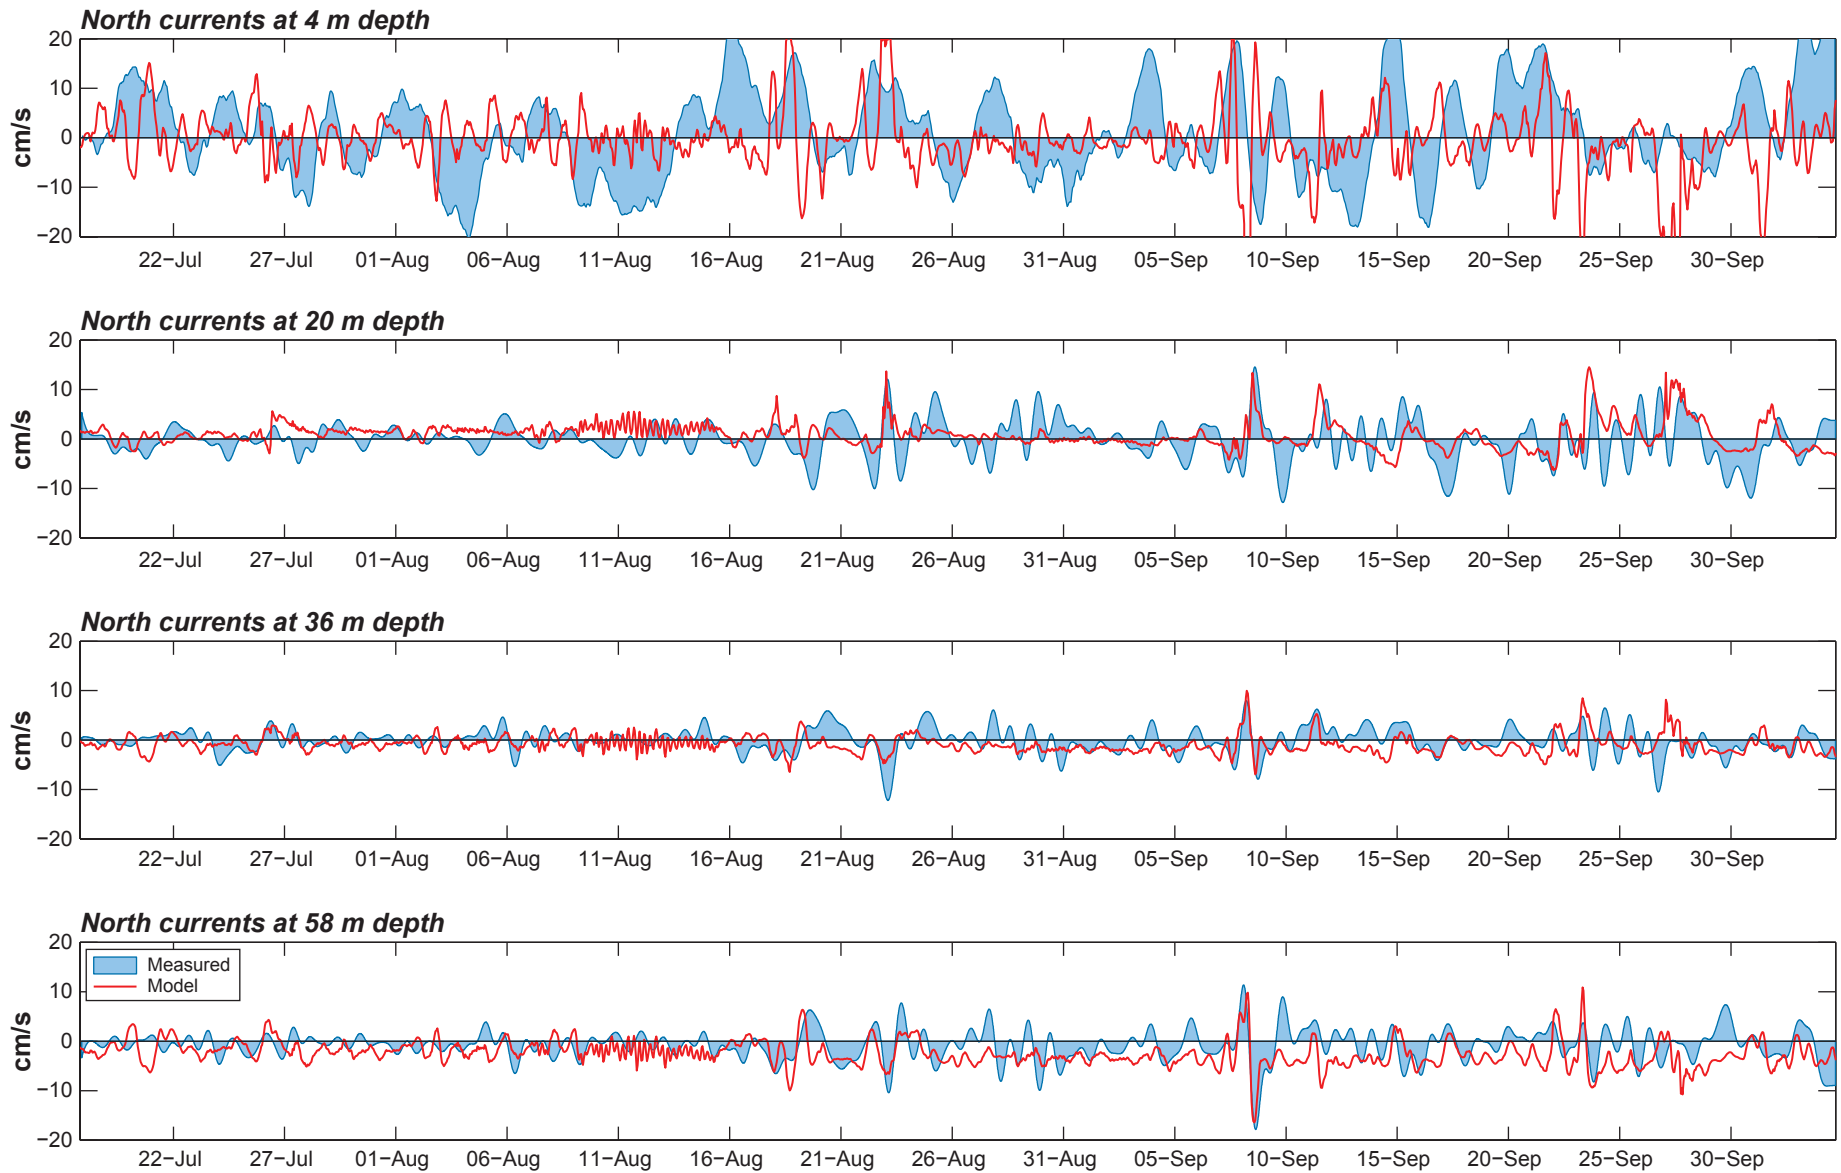 North currents at 4 m depth
20
10
0
−10
−20
cm/s
22−Jul 27−Jul 01−Aug 06−Aug 11−Aug 16−Aug 21−Aug 26−Aug 31−Aug 05−Sep 10−Sep 15−Sep 20−Sep 25−Sep 30−Sep
North currents at 20 m depth
20
10
0
−10
−20
cm/s
22−Jul 27−Jul 01−Aug 06−Aug 11−Aug 16−Aug 21−Aug 26−Aug 31−Aug 05−Sep 10−Sep 15−Sep 20−Sep 25−Sep 30−Sep
North currents at 36 m depth
20
10
0
−10
−20
cm/s
22−Jul 27−Jul 01−Aug 06−Aug 11−Aug 16−Aug 21−Aug 26−Aug 31−Aug 05−Sep 10−Sep 15−Sep 20−Sep 25−Sep 30−Sep
North currents at 58 m depth
20
10
0
−10
−20
cm/s
Measured
Model
22−Jul 27−Jul 01−Aug 06−Aug 11−Aug 16−Aug 21−Aug 26−Aug 31−Aug 05−Sep 10−Sep 15−Sep 20−Sep 25−Sep 30−Sep